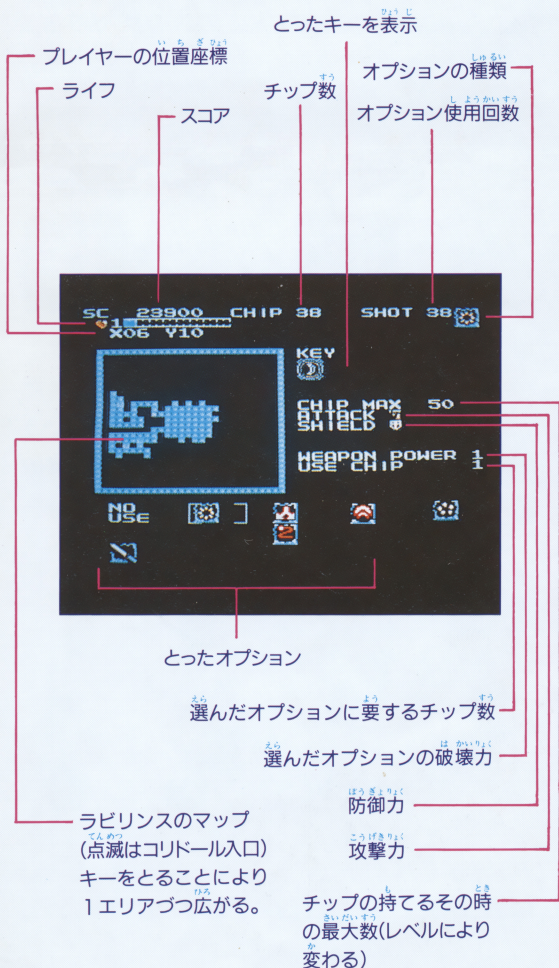 とったキーを表示
プレイヤーの位置座標
オプションの種類
ライフ
チップ数
オプション使用回数
スコア
SC 23900 CHIP 38 SHOT 38
1
X06 Y10
KEY
CHIP MAX 50
ATTACK
SHIELD
WEAPON POWER 1
USE CHIP 1
NO
USE
2
とったオプション
選んだオプションに要するチップ数
選んだオプションの破壊力
防御力
攻撃力
ラビリンスのマップ
(点滅はコリドール入口)
キーをとることにより
1エリアづつ広がる。
チップの持てるその時
の最大数(レベルにより
変わる)